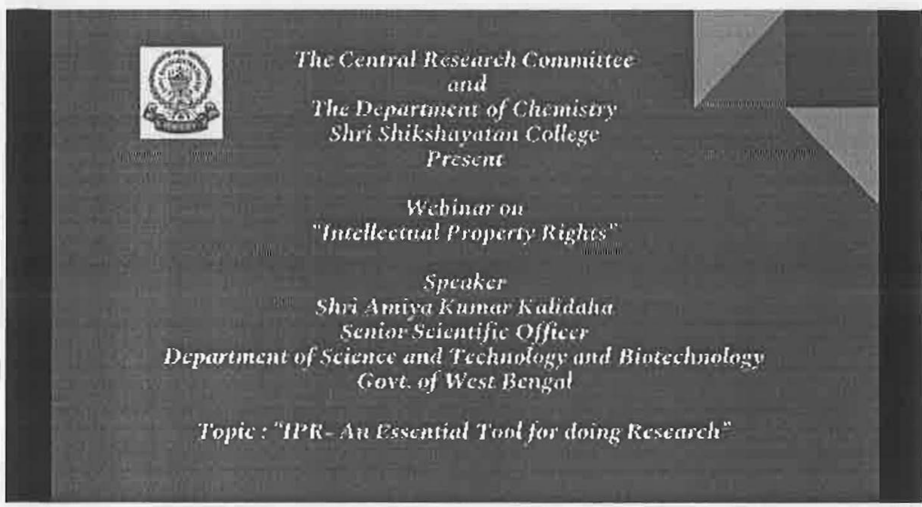 The Central Research Committee
and
The Department of Chemistry
Shri Shikshayatan College
Present
Webinar on
"Intellectual Property Rights"
Speaker
Shri Amiya Kumar Kalidaha
Senior Scientific Officer
Department of Science and Technology and Biotechnology
Govt. of West Bengal
Topic : "IPR- An Essential Tool for doing Research"